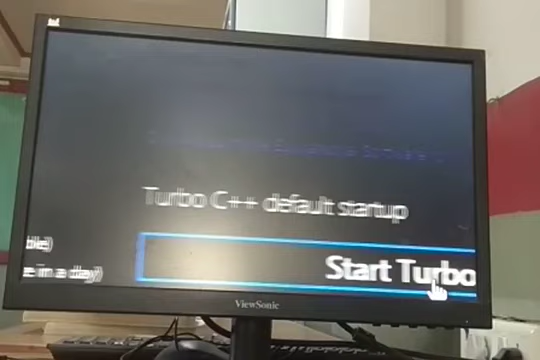 Turbo C++ default startup
ble)
e in a day)
Start Turbo
ViewSonic